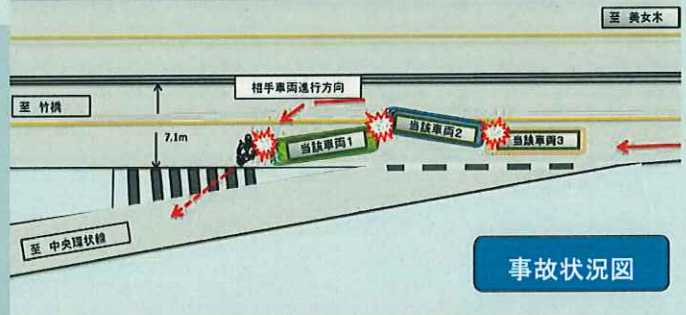 至 美女木
相手車両進行方向
至 竹橋
7.1m
当該車両1
当該車両2
当該車両3
至 中央環状線
事故状況図